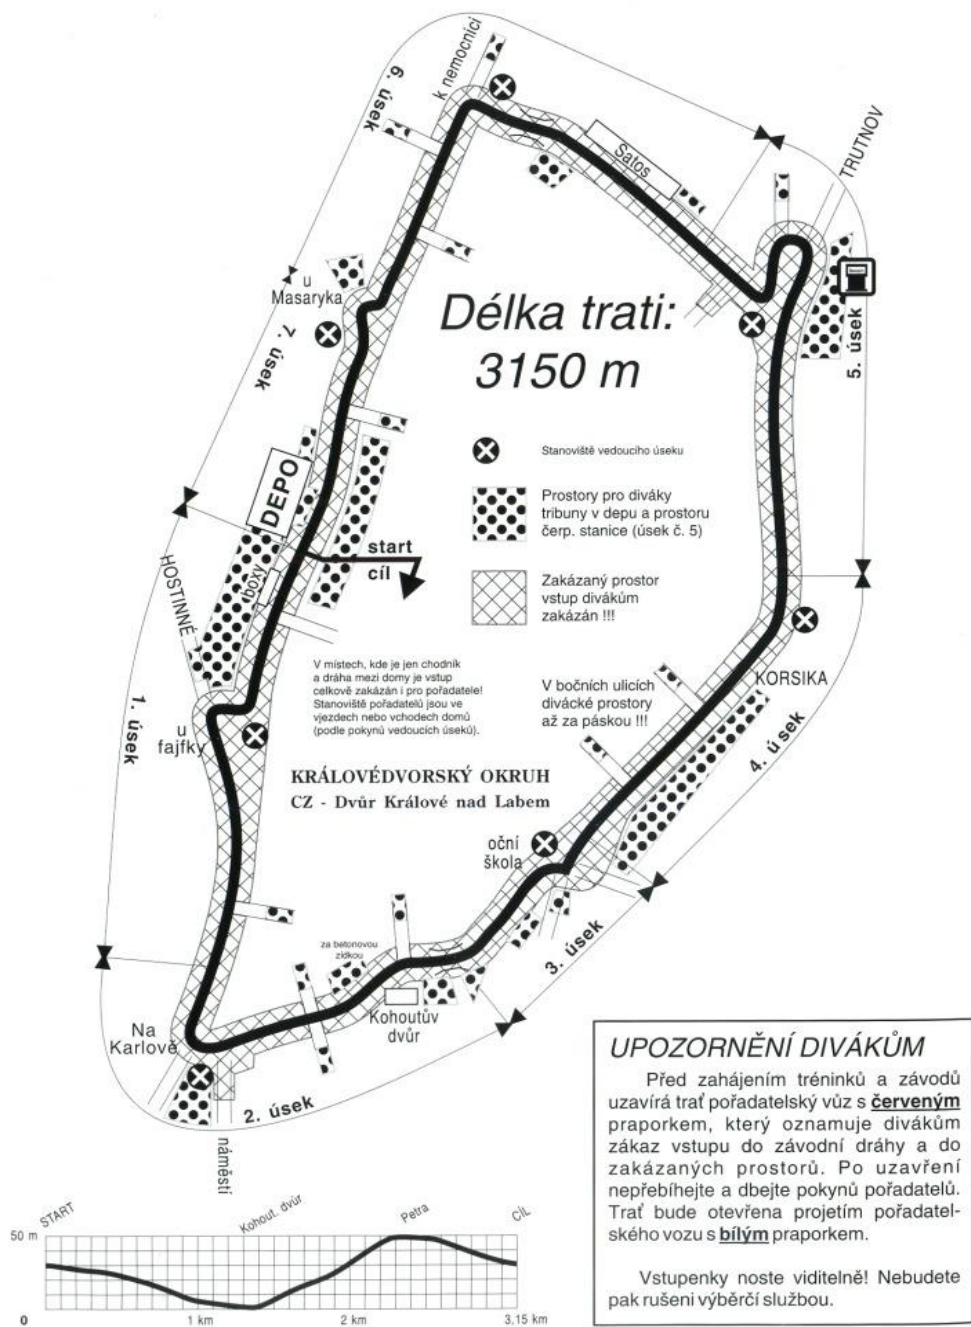 k nemocnici
6. úsek
TRUTNOV
Satos
u
Masaryka
Délka trati:
3150 m
5. úsek
7. úsek
Stanoviště vedoucího úseku
DEPO
Prostory pro diváky
tribuny v depu a prostoru
čerp. stanice (úsek č. 5)
start
cíl
HOSTINNÉ
boxy
Zakázaný prostor
vstup divákům
zakázán !!!
V místech, kde je jen chodník
a dráha mezi domy je vstup
celkově zakázán i pro pořadatele!
Stanoviště pořadatelů jsou ve
vjezdech nebo vchodech domů
(podle pokynů vedoucích úseků).
V bočních ulicích
divácké prostory
až za páskou !!!
KORSIKA
1. úsek
u
fajfky
4. úsek
KRÁLOVÉDVORSKÝ OKRUH
CZ - Dvůr Králové nad Labem
oční
škola
za betonovou
zídkou
3. úsek
Na
Karlově
Kohoutův
dvůr
2. úsek
náměstí
UPOZORNĚNÍ DIVÁKŮM
Před zahájením tréninků a závodů
uzavírá trať pořadatelský vůz s červeným
praporkem, který oznamuje divákům
zákaz vstupu do závodní dráhy a do
zakázaných prostorů. Po uzavření
nepřebíhejte a dbejte pokynů pořadatelů.
Trať bude otevřena projetím pořadatel-
ského vozu s bílým praporkem.
Vstupenky noste viditelně! Nebudete
pak rušeni výběrčí službou.
START
Kohout. dvůr
Petra
CÍL
50 m
0
1 km
2 km
3,15 km